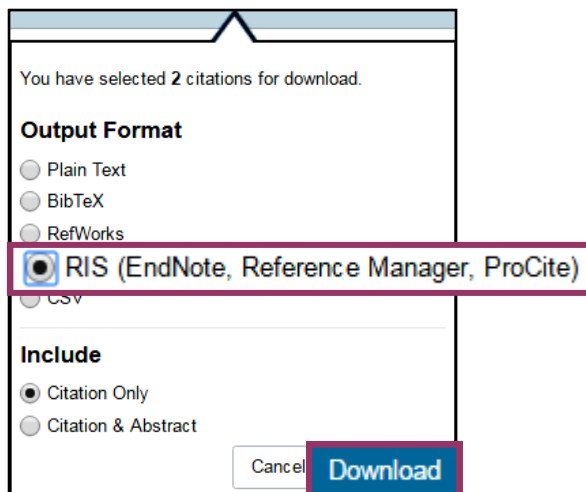 You have selected 2 citations for download.
Output Format
Plain Text
BibTeX
RefWorks
RIS (EndNote, Reference Manager, ProCite)
CSV
Include
Citation Only
Citation & Abstract
Cancel Download